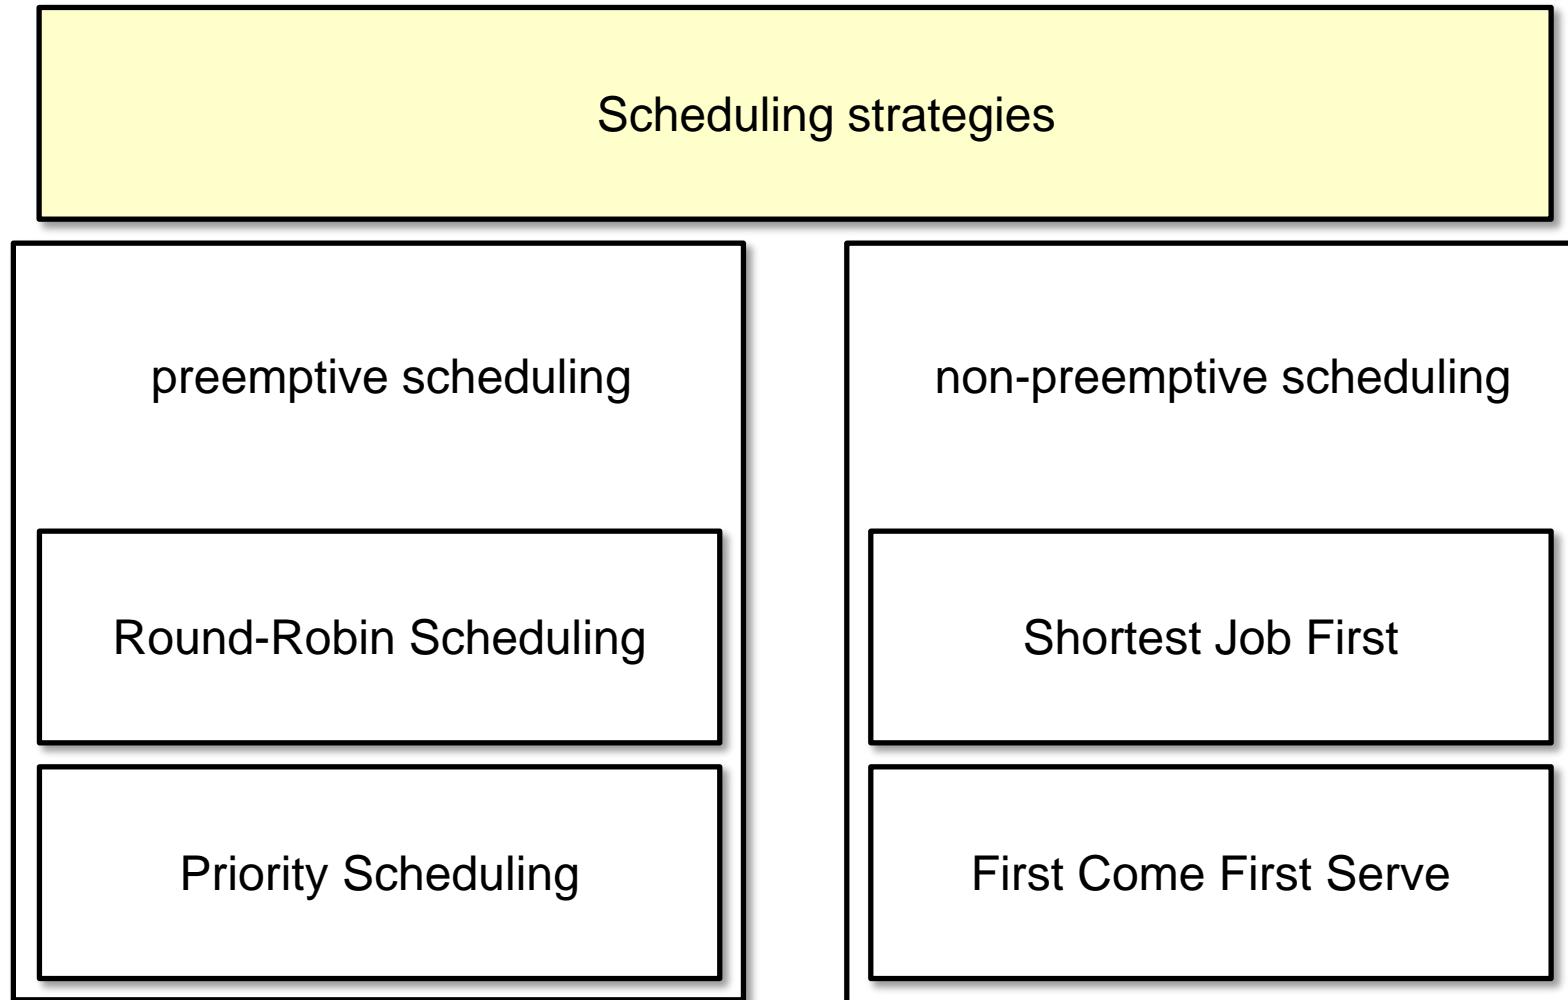 Scheduling strategies
preemptive scheduling
Round-Robin Scheduling
Priority Scheduling
non-preemptive scheduling
Shortest Job First
First Come First Serve